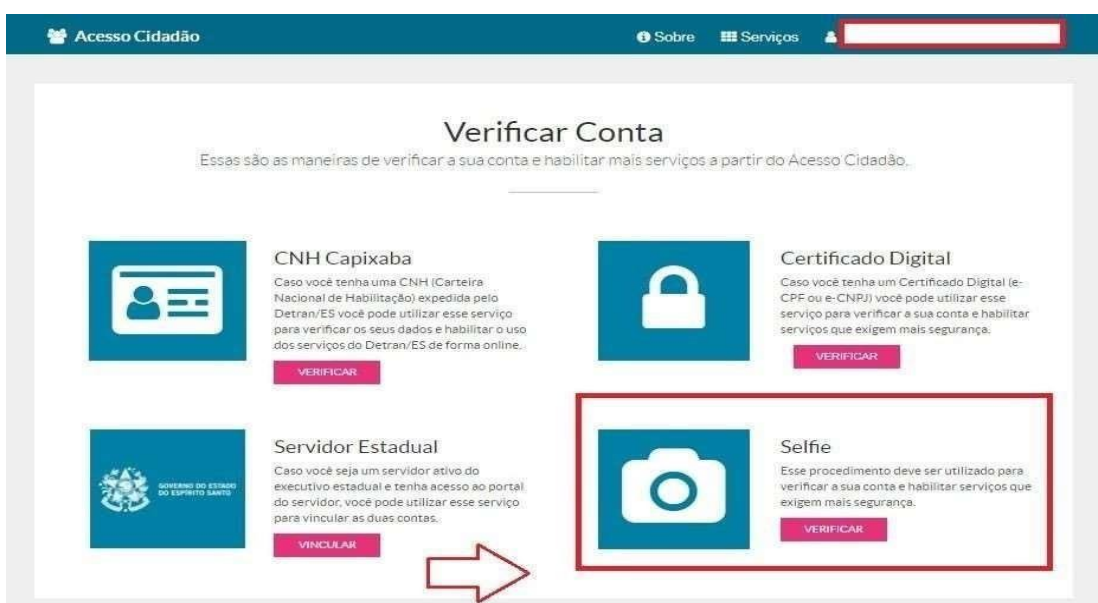 Acesso Cidadão
Sobre
Serviços
Verificar Conta
Essas são as maneiras de verificar a sua conta e habilitar mais serviços a partir do Acesso Cidadão.
CNH Capixaba
Caso você tenha uma CNH (Carteira
Nacional de Habilitação) expedida pelo
Detran/ES você pode utilizar esse serviço
para verificar os seus dados e habilitar o uso
dos serviços do Detran/ES de forma online.
VERIFICAR
Certificado Digital
Caso você tenha um Certificado Digital (e-
CPF ou e-CNPJ) você pode utilizar esse
serviço para verificar a sua conta e habilitar
serviços que exigem mais segurança.
VERIFICAR
Servidor Estadual
GOVERNO DO ESTADO
DO ESPÍRITO SANTO
Caso você seja um servidor ativo do
executivo estadual e tenha acesso ao portal
do servidor, você pode utilizar esse serviço
para vincular as duas contas.
VINCULAR
Selfie
Esse procedimento deve ser utilizado para
verificar a sua conta e habilitar serviços que
exigem mais segurança.
VERIFICAR